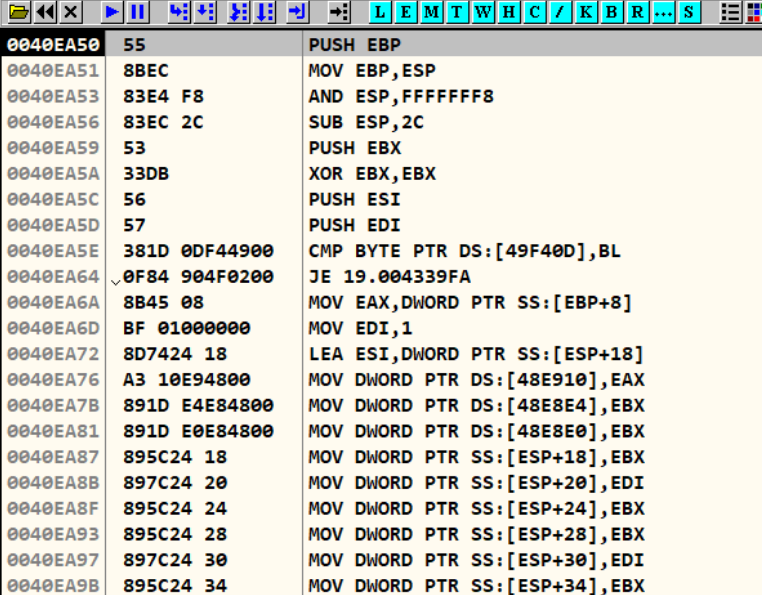 L E M T W H C / K B R ... S
0040EA50 55 PUSH EBP
0040EA51 8BEC MOV EBP,ESP
0040EA53 83E4 F8 AND ESP,FFFFFFF8
0040EA56 83EC 2C SUB ESP,2C
0040EA59 53 PUSH EBX
0040EA5A 33DB XOR EBX,EBX
0040EA5C 56 PUSH ESI
0040EA5D 57 PUSH EDI
0040EA5E 381D 0DF44900 CMP BYTE PTR DS:[49F40D],BL
0040EA64 0F84 904F0200 JE 19.004339FA
0040EA6A 8B45 08 MOV EAX,DWORD PTR SS:[EBP+8]
0040EA6D BF 01000000 MOV EDI,1
0040EA72 8D7424 18 LEA ESI,DWORD PTR SS:[ESP+18]
0040EA76 A3 10E94800 MOV DWORD PTR DS:[48E910],EAX
0040EA7B 891D E4E84800 MOV DWORD PTR DS:[48E8E4],EBX
0040EA81 891D E0E84800 MOV DWORD PTR DS:[48E8E0],EBX
0040EA87 895C24 18 MOV DWORD PTR SS:[ESP+18],EBX
0040EA8B 897C24 20 MOV DWORD PTR SS:[ESP+20],EDI
0040EA8F 895C24 24 MOV DWORD PTR SS:[ESP+24],EBX
0040EA93 895C24 28 MOV DWORD PTR SS:[ESP+28],EBX
0040EA97 897C24 30 MOV DWORD PTR SS:[ESP+30],EDI
0040EA9B 895C24 34 MOV DWORD PTR SS:[ESP+34],EBX